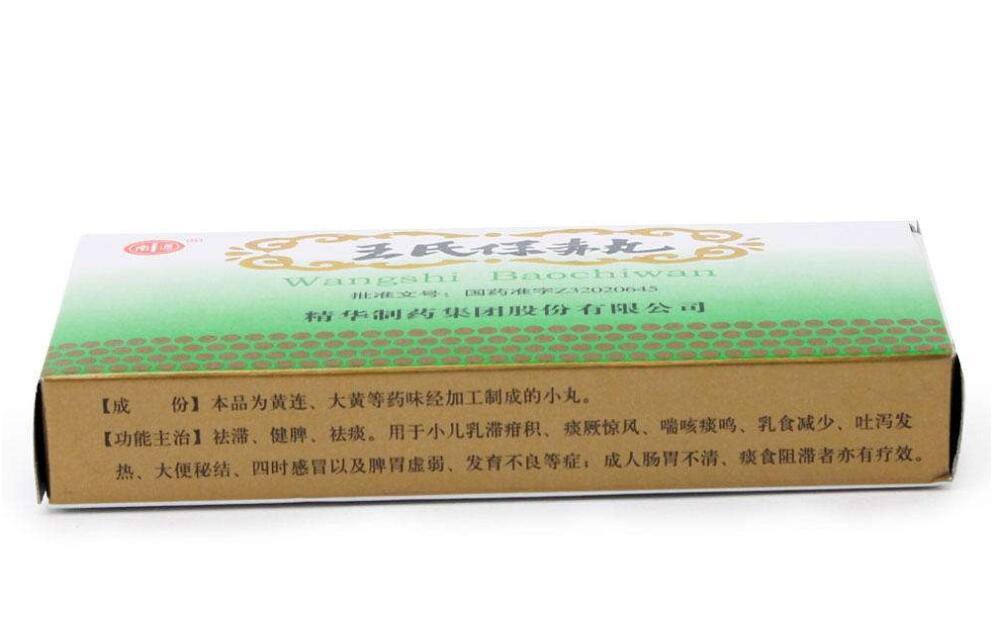 王氏保赤丸
Wangshi Baochiwan
批准文号：国药准字Z32020645
精华制药集团股份有限公司
【成　份】本品为黄连、大黄等药味经加工制成的小丸。
【功能主治】祛滞、健脾、祛痰。用于小儿乳滞疳积、痰厥惊风、喘咳痰鸣、乳食减少、吐泻发
热、大便秘结、四时感冒以及脾胃虚弱、发育不良等症；成人肠胃不清、痰食阻滞者亦有疗效。